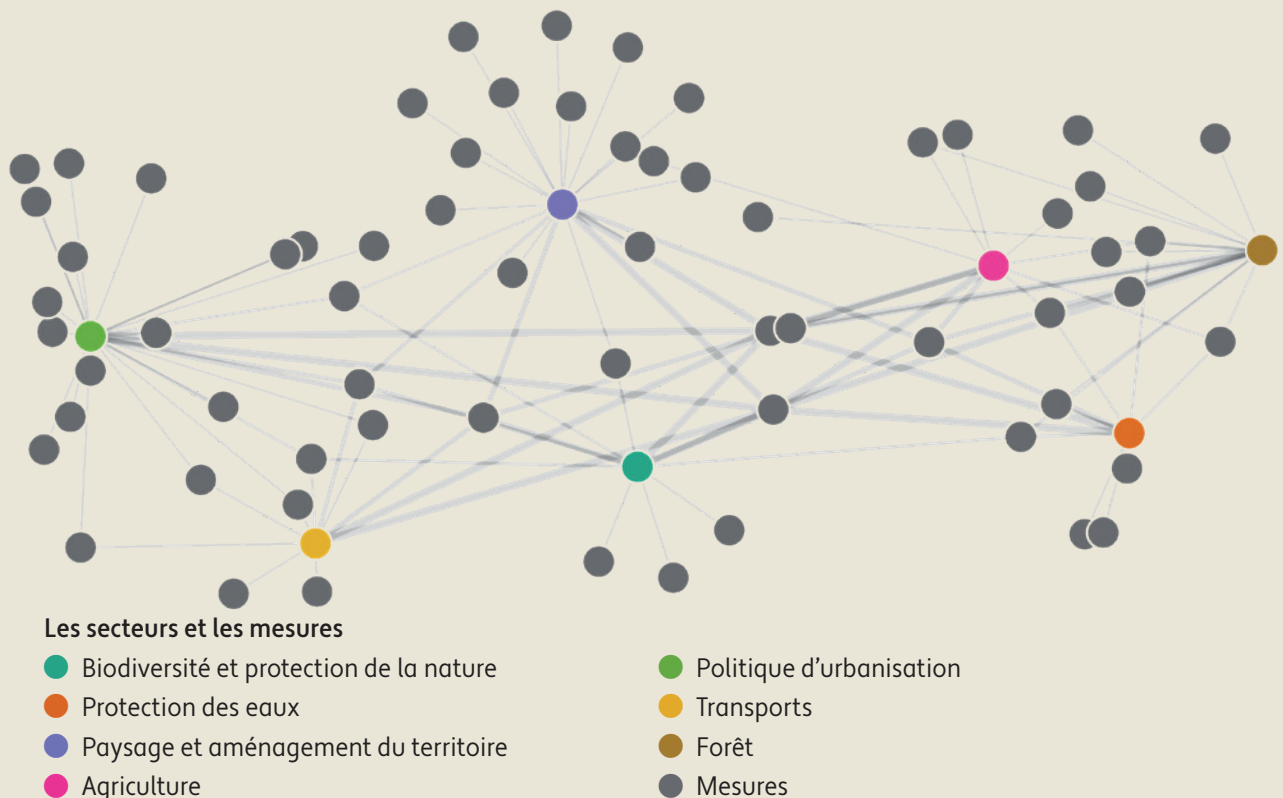 Les secteurs et les mesures
Biodiversité et protection de la nature
Protection des eaux
Paysage et aménagement du territoire
Agriculture
Politique d'urbanisation
Transports
Forêt
Mesures